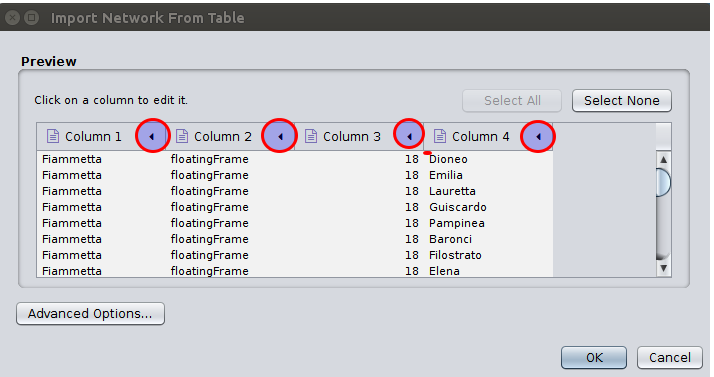 Import Network From Table
Preview
Click on a column to edit it.
Select All
Select None
Column 1 Column 2 Column 3 Column 4
Fiammetta floatingFrame 18 Dioneo
Fiammetta floatingFrame 18 Emilia
Fiammetta floatingFrame 18 Lauretta
Fiammetta floatingFrame 18 Guiscardo
Fiammetta floatingFrame 18 Pampinea
Fiammetta floatingFrame 18 Baronci
Fiammetta floatingFrame 18 Filostrato
Fiammetta floatingFrame 18 Elena
Advanced Options...
OK
Cancel